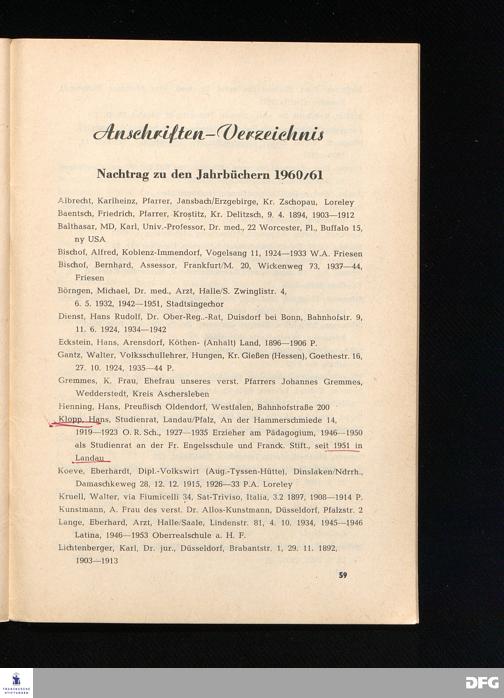 Anschriften-Verzeichnis
Nachtrag zu den Jahrbüchern 1960/61
Albrecht, Karlheinz, Pfarrer, Jansbach/Erzgebirge, Kr. Zschopau, Loreley
Baentsch, Friedrich, Pfarrer, Krostitz, Kr. Delitzsch, 9. 4. 1894, 1903—1912
Balthasar, MD, Karl, Univ.-Professor, Dr. med., 22 Worcester, Pl., Buffalo 15,
ny USA
Bischof, Alfred, Koblenz-Immendorf, Vogelsang 11, 1924—1933 W.A. Friesen
Bischof, Bernhard, Assessor, Frankfurt/M. 20, Wickenweg 73, 1937—44,
Friesen
Börngen, Michael, Dr. med., Arzt, Halle/S. Zwinglistr. 4,
6. 5. 1932, 1942—1951, Stadtsingechor
Dienst, Hans Rudolf, Dr. Ober-Reg.-Rat, Duisdorf bei Bonn, Bahnhofstr. 9,
11. 6. 1924, 1934—1942
Eckstein, Hans, Arensdorf, Köthen- (Anhalt) Land, 1896—1906 P.
Gantz, Walter, Volksschullehrer, Hungen, Kr. Gießen (Hessen), Goethestr. 16,
27. 10. 1924, 1935—44 P.
Gremmes, K. Frau, Ehefrau unseres verst. Pfarrers Johannes Gremmes,
Wedderstedt, Kreis Aschersleben
Henning, Hans, Preußisch Oldendorf, Westfalen, Bahnhofstraße 200
Klopp, Hans, Studienrat, Landau/Pfalz, An der Hammerschmiede 14,
1919—1923 O. R. Sch., 1927—1935 Erzieher am Pädagogium, 1946—1950
als Studienrat an der Fr. Engelsschule und Franck. Stift., seit 1951 in
Landau
Koeve, Eberhardt, Dipl.-Volkswirt (Aug.-Tyssen-Hütte), Dinslaken/Ndrrh.,
Damaschkeweg 28, 12. 12. 1915, 1926—33 P.A. Loreley
Kruell, Walter, via Fiumicelli 34, Sat-Triviso, Italia, 3.2 1897, 1908—1914 P.
Kunstmann, A. Frau des verst. Dr. Allos-Kunstmann, Düsseldorf, Pfalzstr. 2
Lange, Eberhard, Arzt, Halle/Saale, Lindenstr. 81, 4. 10. 1934, 1945—1946
Latina, 1946—1953 Oberrealschule a. H. F.
Lichtenberger, Karl, Dr. jur., Düsseldorf, Brabantstr. 1, 29. 11. 1892,
1903—1913
59
FRANCKESCHE
STIFTUNGEN
DFG